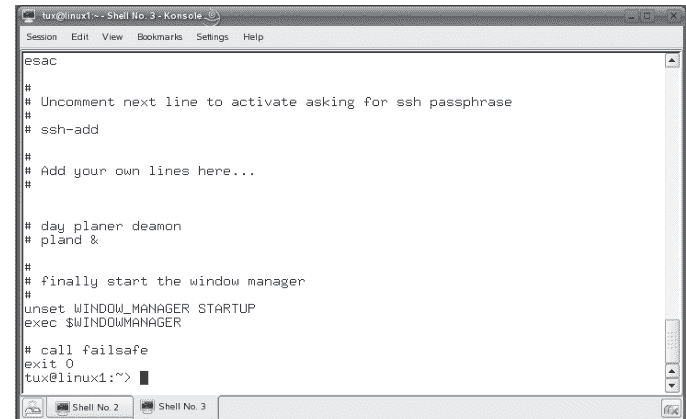 tux@linux1:~ - Shell No. 3 - Konsole
Session Edit View Bookmarks Settings Help
esac
#
# Uncomment next line to activate asking for ssh passphrase
#
# ssh-add
#
# Add your own lines here...
#
# day planer deamon
# pland &
#
# finally start the window manager
#
unset WINDOW_MANAGER STARTUP
exec $WINDOWMANAGER
# call failsafe
exit 0
tux@linux1:~>
Shell No. 2 Shell No. 3